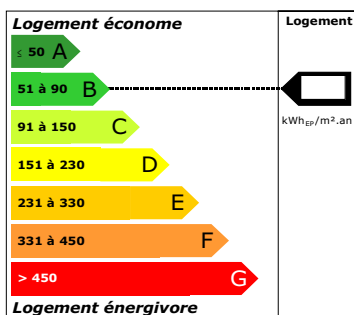 Logement économe
Logement
≤ 50 A
51 à 90 B
91 à 150 C
kWhEP/m².an
151 à 230 D
231 à 330 E
331 à 450 F
> 450 G
Logement énergivore